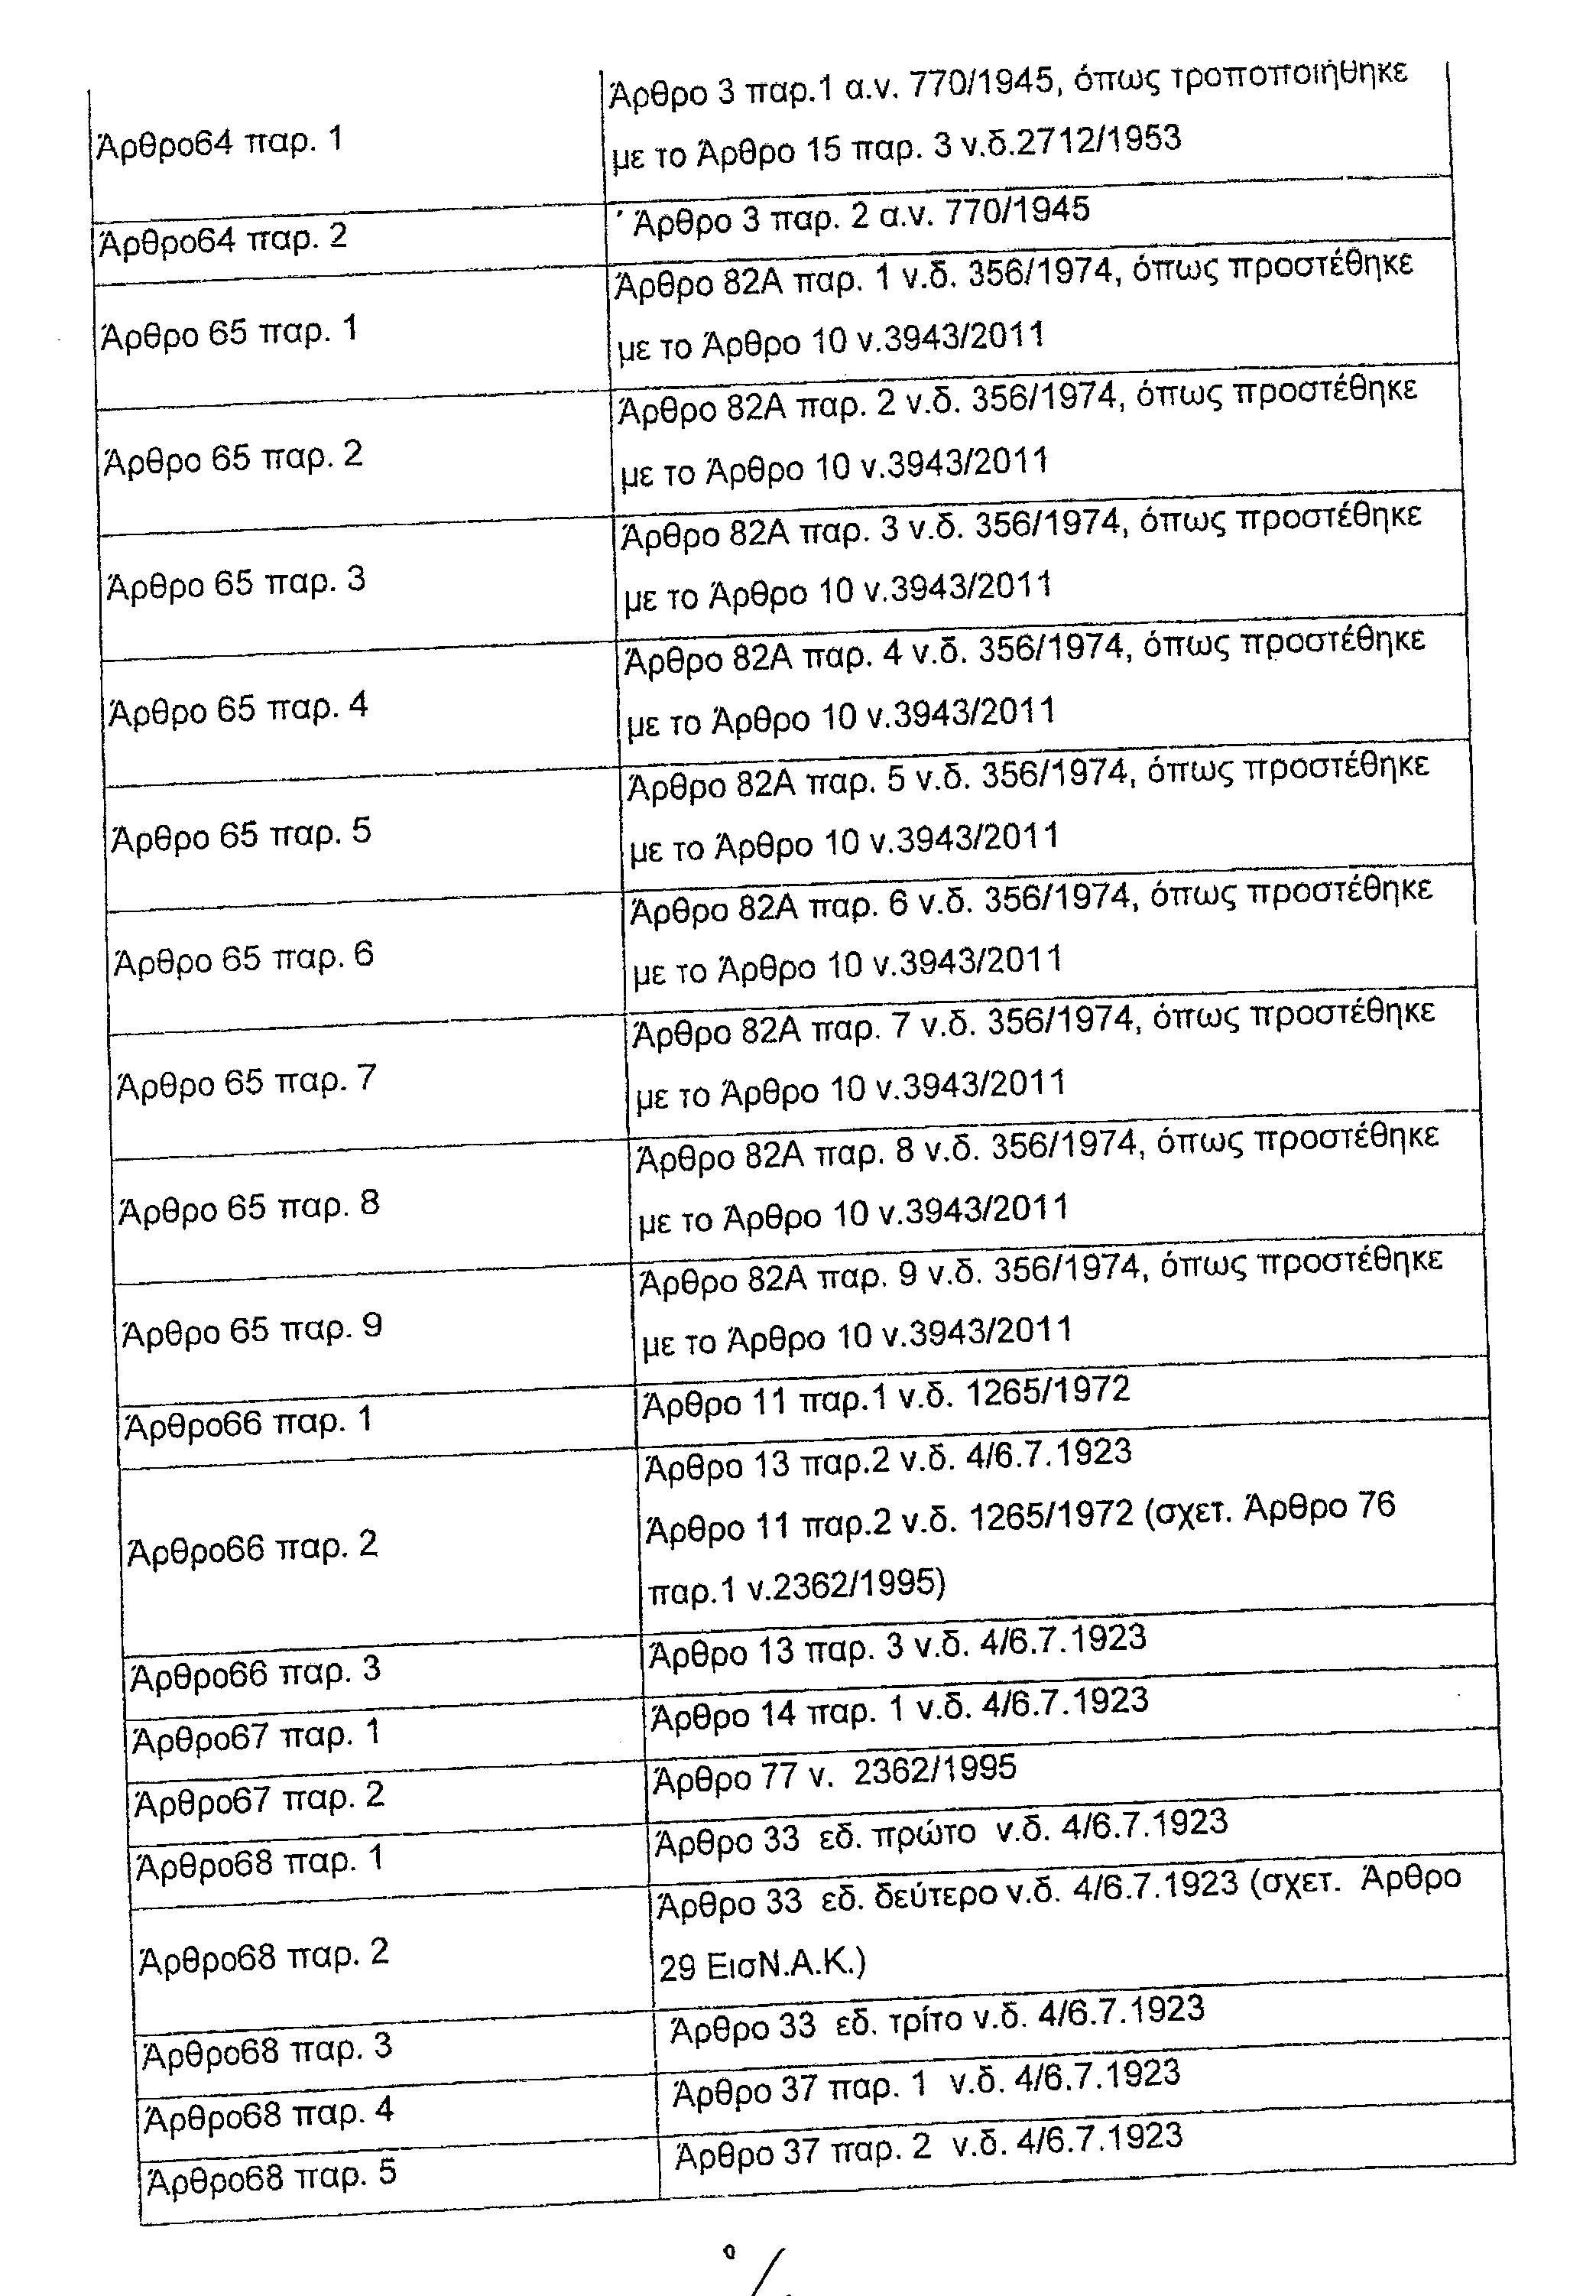 Άρθρο 3 παρ.1 α.ν. 770/1945, όπως τροποποιήθηκε
Άρθρο64 παρ. 1
με το Άρθρο 15 παρ. 3 ν.δ.2712/1953
Άρθρο64 παρ. 2
΄ Άρθρο 3 παρ. 2 α.ν. 770/1945
Άρθρο 82Α παρ. 1 ν.δ. 356/1974, όπως προστέθηκε
Άρθρο 65 παρ. 1
με το Άρθρο 10 ν.3943/2011
Άρθρο 82Α παρ. 2 ν.δ. 356/1974, όπως προστέθηκε
Άρθρο 65 παρ. 2
με το Άρθρο 10 ν.3943/2011
Άρθρο 82Α παρ. 3 ν.δ. 356/1974, όπως προστέθηκε
Άρθρο 65 παρ. 3
με το Άρθρο 10 ν.3943/2011
Άρθρο 82Α παρ. 4 ν.δ. 356/1974, όπως προστέθηκε
Άρθρο 65 παρ. 4
με το Άρθρο 10 ν.3943/2011
Άρθρο 82Α παρ. 5 ν.δ. 356/1974, όπως προστέθηκε
Άρθρο 65 παρ. 5
με το Άρθρο 10 ν.3943/2011
Άρθρο 82Α παρ. 6 ν.δ. 356/1974, όπως προστέθηκε
Άρθρο 65 παρ. 6
με το Άρθρο 10 ν.3943/2011
Άρθρο 82Α παρ. 7 ν.δ. 356/1974, όπως προστέθηκε
Άρθρο 65 παρ. 7
με το Άρθρο 10 ν.3943/2011
Άρθρο 82Α παρ. 8 ν.δ. 356/1974, όπως προστέθηκε
Άρθρο 65 παρ. 8
με το Άρθρο 10 ν.3943/2011
Άρθρο 82Α παρ. 9 ν.δ. 356/1974, όπως προστέθηκε
Άρθρο 65 παρ. 9
με το Άρθρο 10 ν.3943/2011
Άρθρο66 παρ. 1
Άρθρο 11 παρ.1 ν.δ. 1265/1972
Άρθρο 13 παρ.2 ν.δ. 4/6.7.1923
Άρθρο66 παρ. 2
Άρθρο 11 παρ.2 ν.δ. 1265/1972 (σχετ. Άρθρο 76
παρ.1 ν.2362/1995)
Άρθρο66 παρ. 3
Άρθρο 13 παρ. 3 ν.δ. 4/6.7.1923
Άρθρο67 παρ. 1
Άρθρο 14 παρ. 1 ν.δ. 4/6.7.1923
Άρθρο67 παρ. 2
Άρθρο 77 ν. 2362/1995
Άρθρο68 παρ. 1
Άρθρο 33 εδ. πρώτο ν.δ. 4/6.7.1923
Άρθρο 33 εδ. δεύτερο ν.δ. 4/6.7.1923 (σχετ. Άρθρο
Άρθρο68 παρ. 2
29 ΕισΝ.Α.Κ.)
Άρθρο68 παρ. 3
Άρθρο 33 εδ. τρίτο ν.δ. 4/6.7.1923
Άρθρο68 παρ. 4
Άρθρο 37 παρ. 1 ν.δ. 4/6.7.1923
Άρθρο68 παρ. 5
Άρθρο 37 παρ. 2 ν.δ. 4/6.7.1923